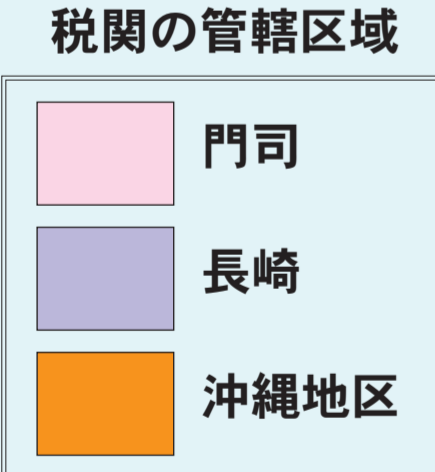 税関の管轄区域
門司
長崎
沖縄地区